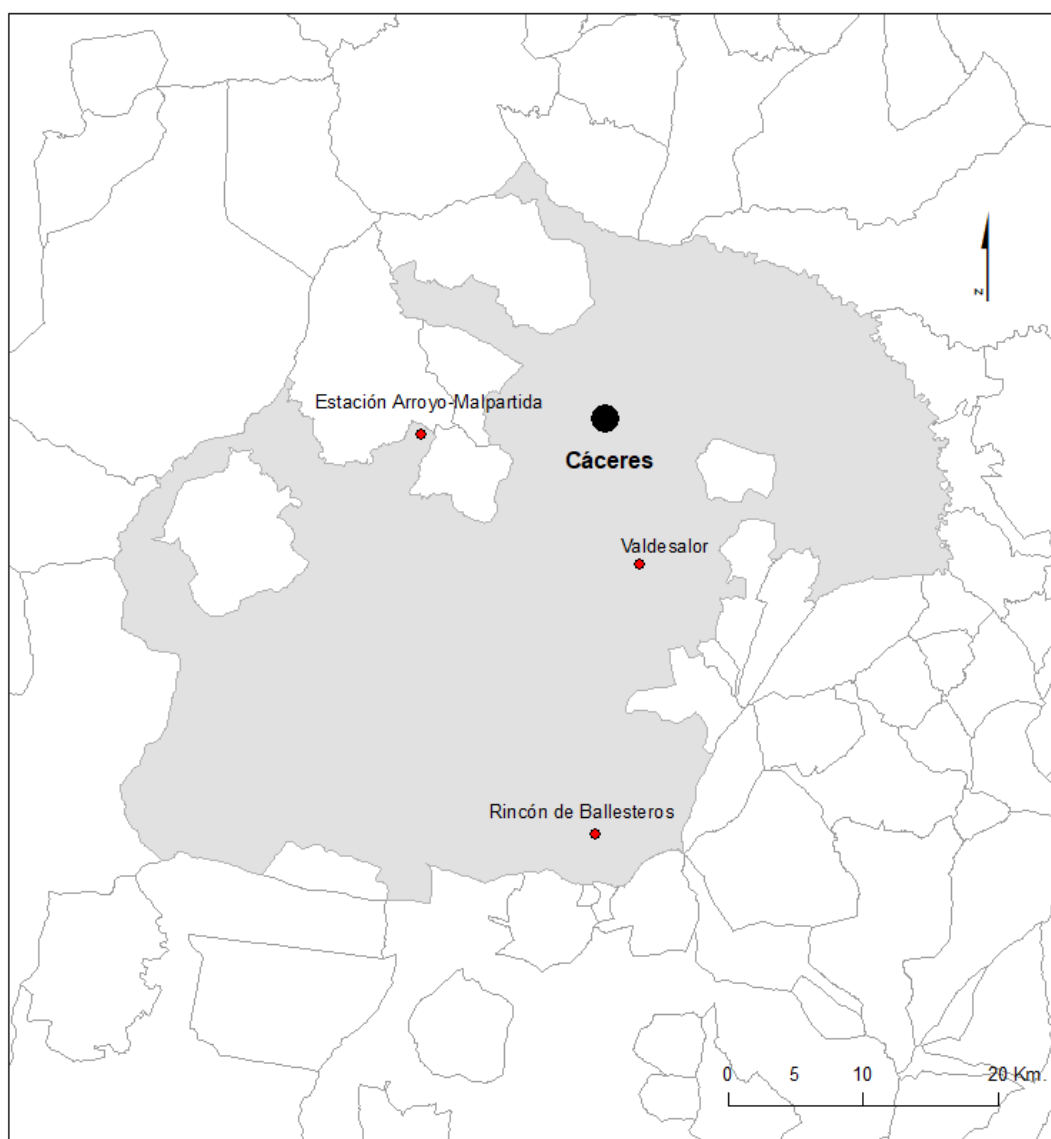 N
Estación Arroyo-Malpartida
Cáceres
Valdesalor
Rincón de Ballesteros
0 5 10 20 Km.